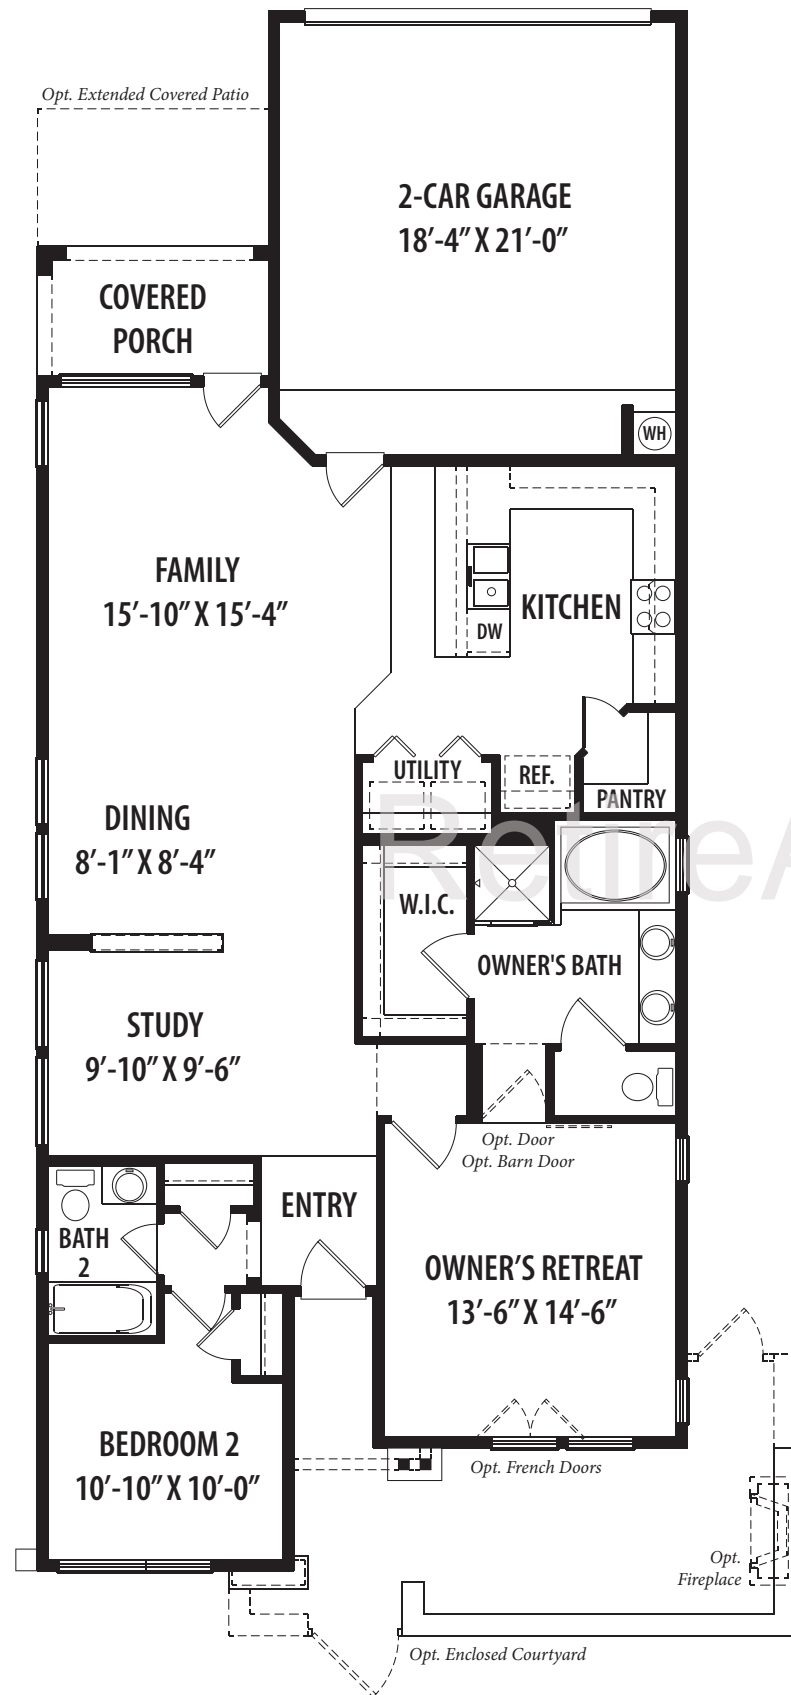 Opt. Extended Covered Patio
2-CAR GARAGE
18'-4" X 21'-0"
COVERED
PORCH
WH
FAMILY
15'-10" X 15'-4"
KITCHEN
DW
UTILITY
REF.
PANTRY
DINING
8'-1" X 8'-4"
RetireA
W.I.C.
OWNER'S BATH
STUDY
9'-10" X 9'-6"
Opt. Door
Opt. Barn Door
ENTRY
BATH
2
OWNER'S RETREAT
13'-6" X 14'-6"
BEDROOM 2
10'-10" X 10'-0"
Opt. French Doors
Opt.
Fireplace
Opt. Enclosed Courtyard